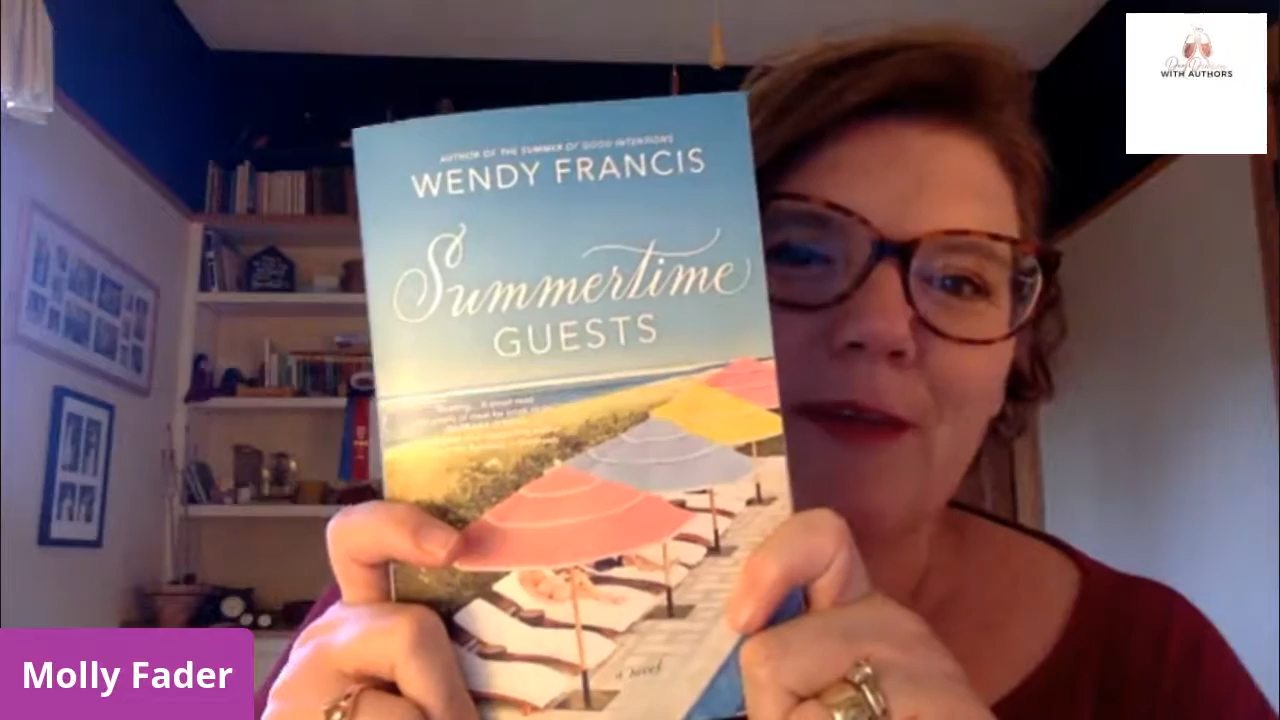 WITH AUTHORS
AUTHOR OF THE SUMMER OF GOOD INTENTIONS
WENDY FRANCIS
Summertime
GUESTS
a novel
Molly Fader